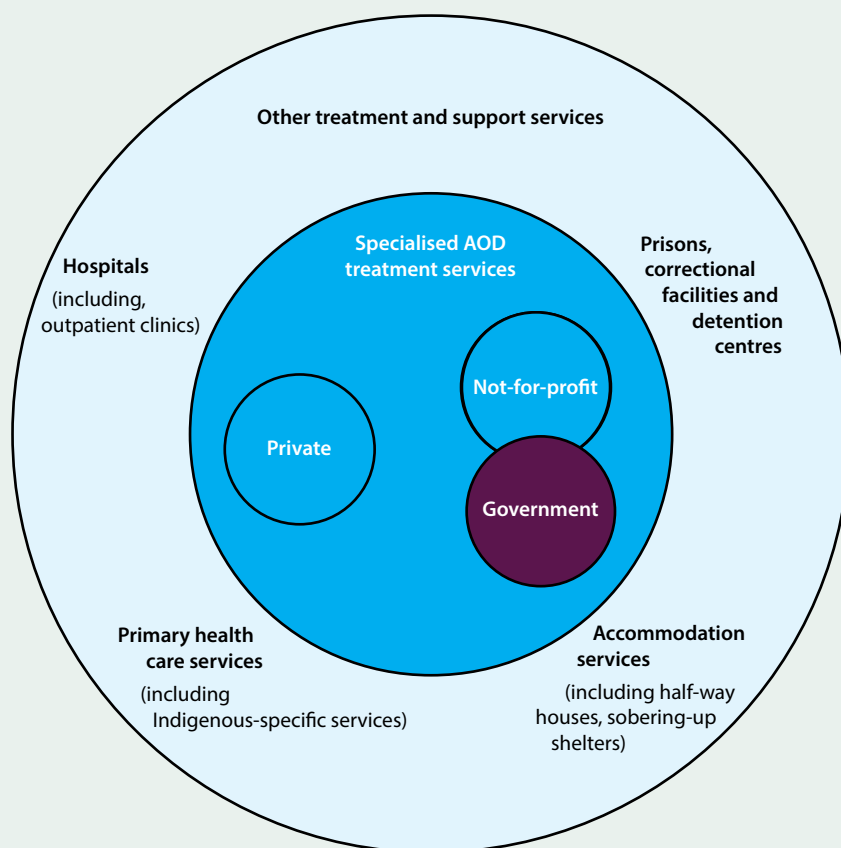 Other treatment and support services
Specialised AOD
treatment services
Hospitals
(including,
outpatient clinics)
Prisons,
correctional
facilities and
detention
centres
Not-for-profit
Private
Government
Primary health
care services
(including
Indigenous-specific services)
Accommodation
services
(including half-way
houses, sobering-up
shelters)